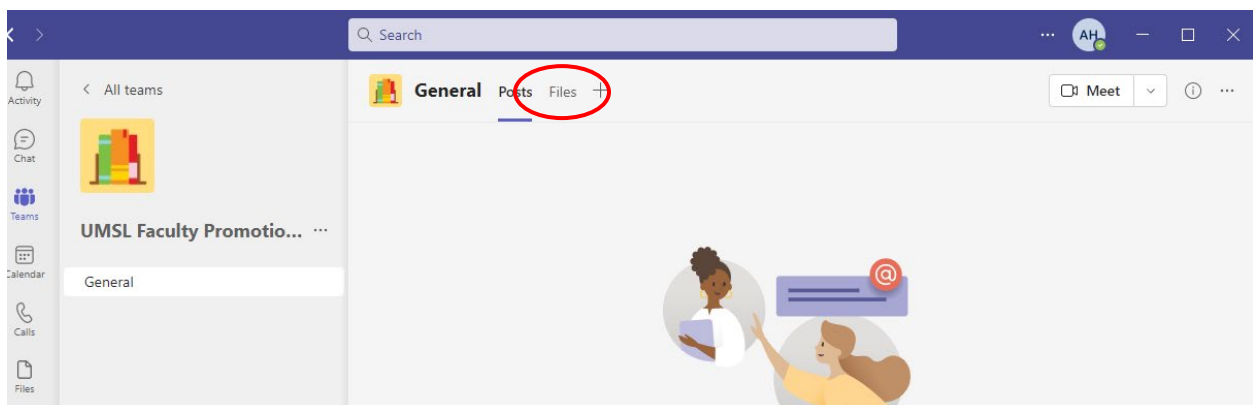 Search
AH
Activity
Chat
Teams
Calendar
Calls
Files
All teams
UMSL Faculty Promotio... ...
General
General Posts Files +
Meet
@